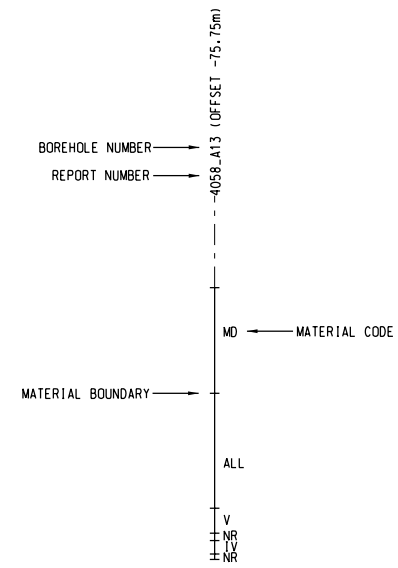 4058_A13 (OFFSET -75.75m)
BOREHOLE NUMBER
REPORT NUMBER
MD
MATERIAL CODE
MATERIAL BOUNDARY
ALL
V
NR
IV
NR